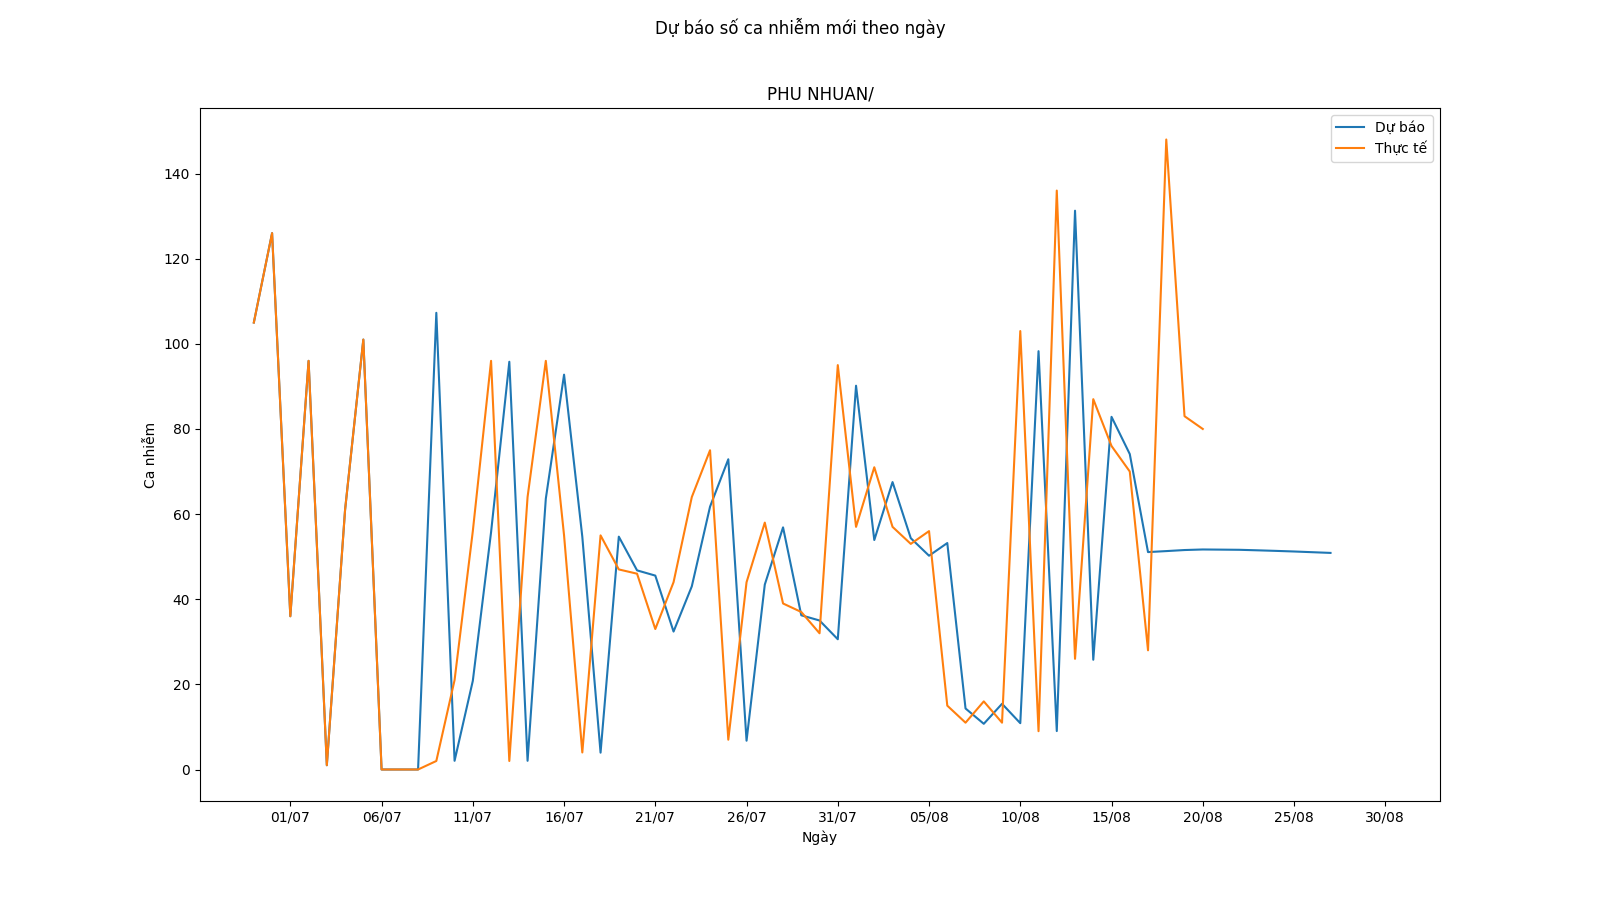 Dự báo số ca nhiễm mới theo ngày
PHU NHUAN/
Dự báo
Thực tế
140
120
100
80
60
40
20
0
Ca nhiễm
01/07 06/07 11/07 16/07 21/07 26/07 31/07 05/08 10/08 15/08 20/08 25/08 30/08
Ngày